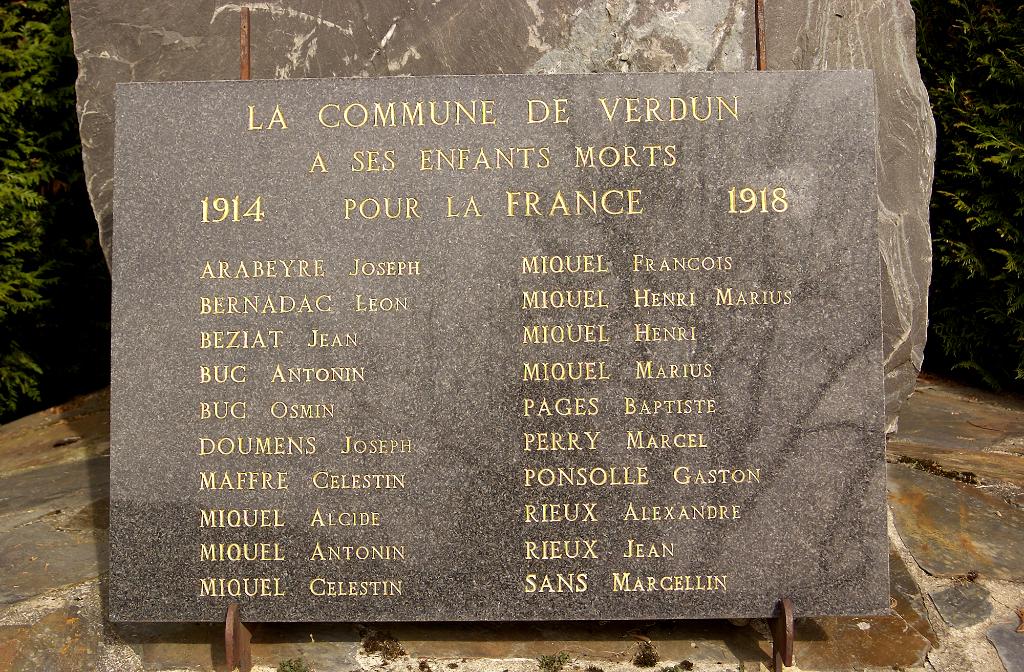 LA COMMUNE DE VERDUN
A SES ENFANTS MORTS
1914 POUR LA FRANCE 1918
ARABEYRE JOSEPH
BERNADAC LEON
BEZIAT JEAN
BUC ANTONIN
BUC OSMIN
DOUMENS JOSEPH
MAFFRE CELESTIN
MIQUEL ALCIDE
MIQUEL ANTONIN
MIQUEL CELESTIN
MIQUEL FRANCOIS
MIQUEL HENRI MARIUS
MIQUEL HENRI
MIQUEL MARIUS
PAGES BAPTISTE
PERRY MARCEL
PONSOLLE GASTON
RIEUX ALEXANDRE
RIEUX JEAN
SANS MARCELLIN